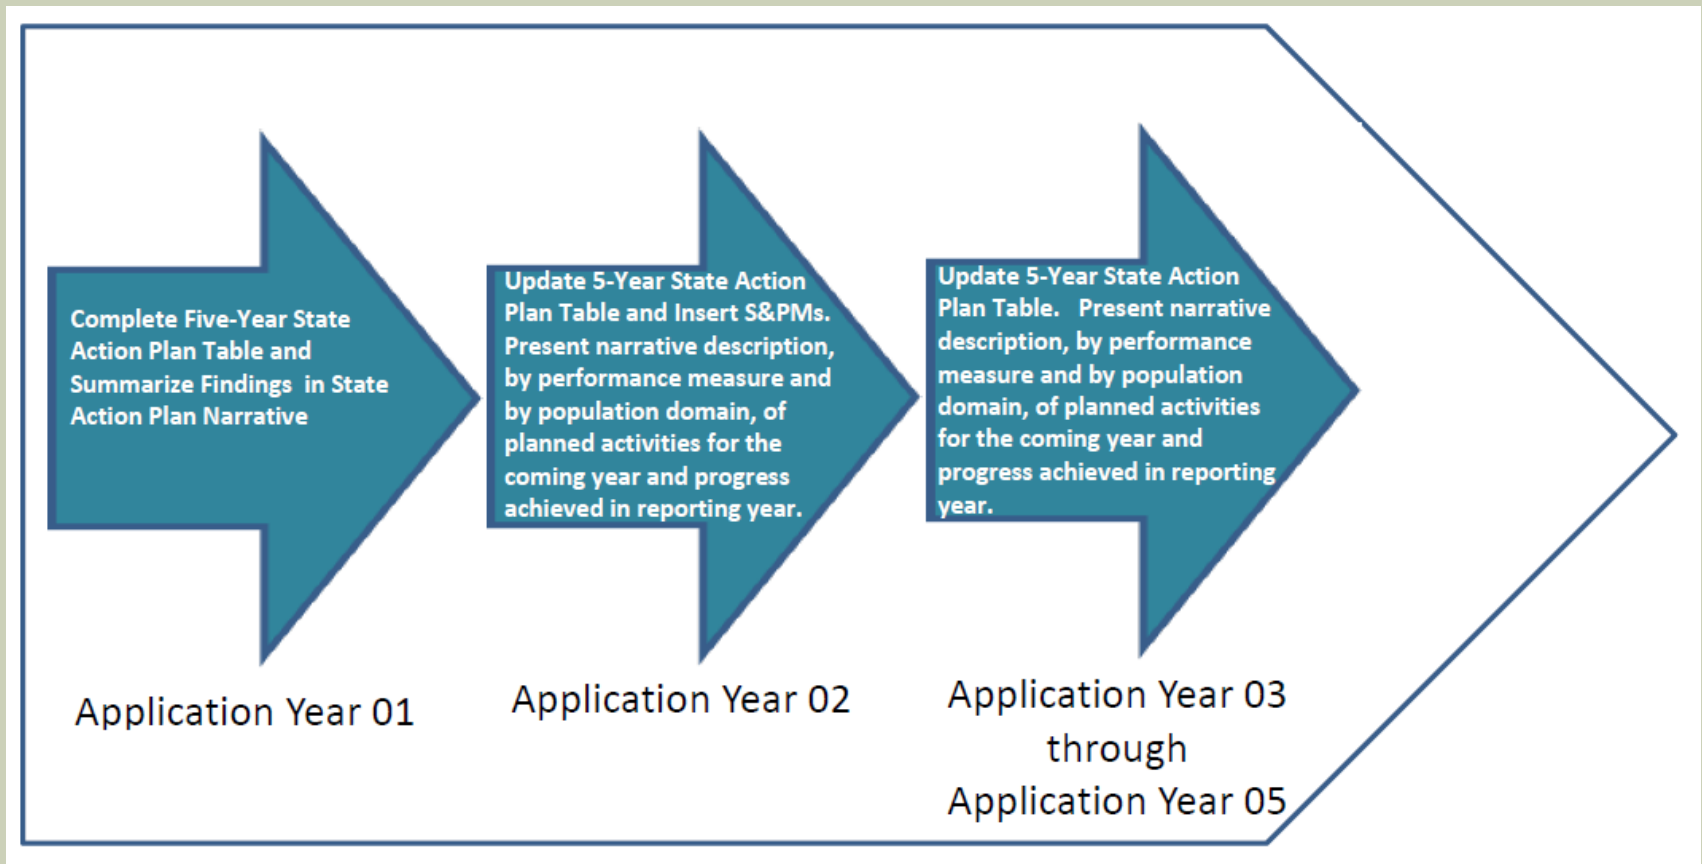 Complete Five-Year State
Action Plan Table and
Summarize Findings  in State
Action Plan Narrative
Update 5-Year State Action
Plan Table and Insert S&PMs.
Present narrative description,
by performance measure and
by population domain, of
planned activities for the
coming year and progress
achieved in reporting year.
Update 5-Year State Action
Plan Table.   Present narrative
description, by performance
measure and by population
domain, of planned activities
for the coming year and
progress achieved in reporting
year.
Application Year 01
Application Year 02
Application Year 03
through
Application Year 05